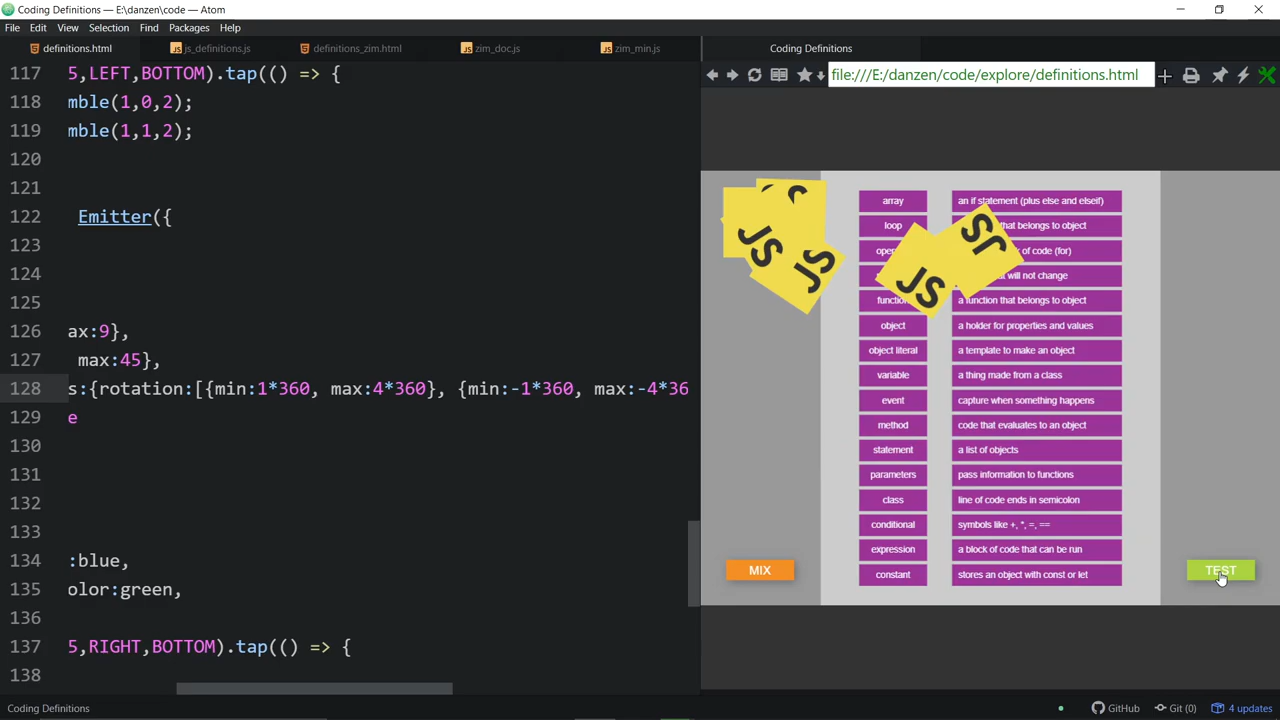 Coding Definitions — E:\danzen\code — Atom
File Edit View Selection Find Packages Help
definitions.html js_definitions.js definitions_zim.html zim_doc.js zim_min.js
117 5,LEFT,BOTTOM).tap(() => {
118 mble(1,0,2);
119 mble(1,1,2);
120
121
122 Emitter({
123
124
125
126 ax:9},
127 max:45},
128 s:{rotation:[{min:1*360, max:4*360}, {min:-1*360, max:-4*36
129 e
130
131
132
133
134 :blue,
135 olor:green,
136
137 5,RIGHT,BOTTOM).tap(() => {
138
Coding Definitions
file:///E:/danzen/code/explore/definitions.html
JS
JS
JS
JS
array an if statement (plus else and elseif)
loop that belongs to object
of code (for)
will not change
a function that belongs to object
object a holder for properties and values
object literal a template to make an object
variable a thing made from a class
event capture when something happens
method code that evaluates to an object
statement a list of objects
parameters pass information to functions
class line of code ends in semicolon
conditional symbols like +, *, =, ==
expression a block of code that can be run
constant stores an object with const or let
MIX
TEST
Coding Definitions GitHub Git (0) 4 updates